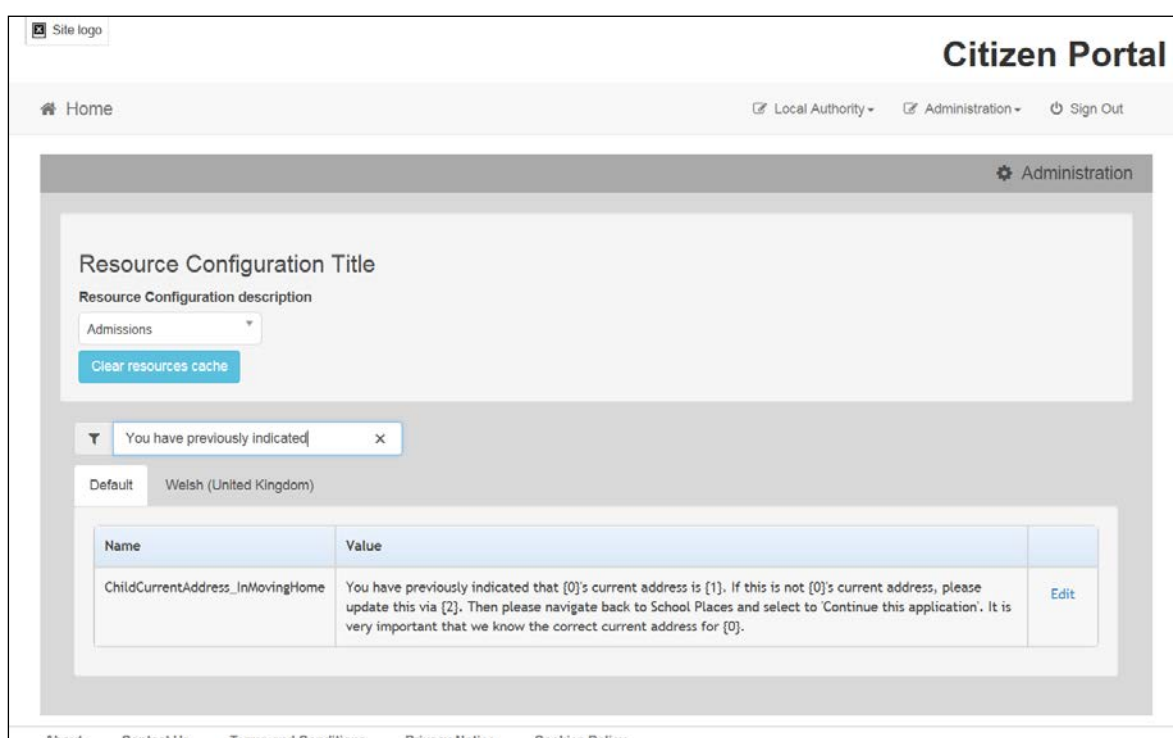 Site logo
Citizen Portal
Home
Local Authority
Administration
Sign Out
Administration
Resource Configuration Title
Resource Configuration description
Admissions
Clear resources cache
You have previously indicated
Default
Welsh (United Kingdom)
Name
Value
ChildCurrentAddress_InMovingHome
You have previously indicated that {0}'s current address is {1}. If this is not {0}'s current address, please
update this via {2}. Then please navigate back to School Places and select to 'Continue this application'. It is
very important that we know the correct current address for {0}.
Edit